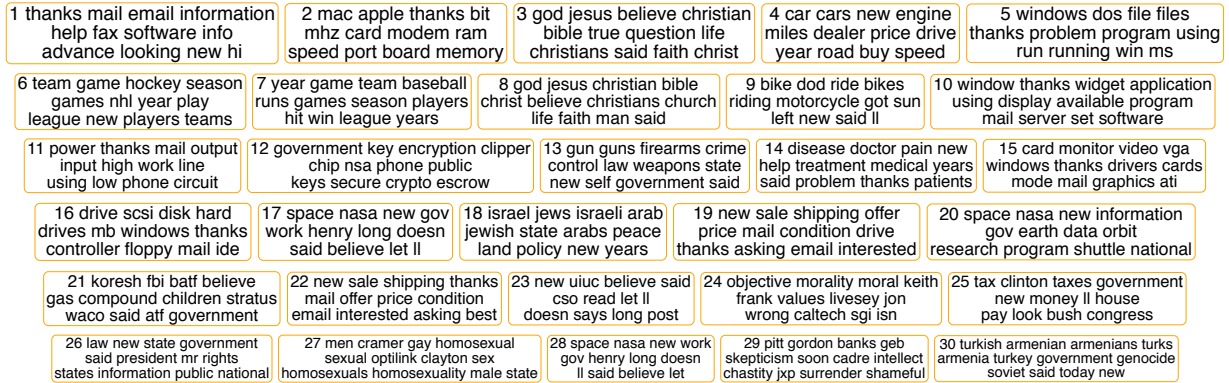 1 thanks mail email information
help fax software info
advance looking new hi
2 mac apple thanks bit
mhz card modem ram
speed port board memory
3 god jesus believe christian
bible true question life
christians said faith christ
4 car cars new engine
miles dealer price drive
year road buy speed
5 windows dos file files
thanks problem program using
run running win ms
6 team game hockey season
games nhl year play
league new players teams
7 year game team baseball
runs games season players
hit win league years
8 god jesus christian bible
christ believe christians church
life faith man said
9 bike dod ride bikes
riding motorcycle got sun
left new said ll
10 window thanks widget application
using display available program
mail server set software
11 power thanks mail output
input high work line
using low phone circuit
12 government key encryption clipper
chip nsa phone public
keys secure crypto escrow
13 gun guns firearms crime
control law weapons state
new self government said
14 disease doctor pain new
help treatment medical years
said problem thanks patients
15 card monitor video vga
windows thanks drivers cards
mode mail graphics ati
16 drive scsi disk hard
drives mb windows thanks
controller floppy mail ide
17 space nasa new gov
work henry long doesn
said believe let ll
18 israel jews israeli arab
jewish state arabs peace
land policy new years
19 new sale shipping offer
price mail condition drive
thanks asking email interested
20 space nasa new information
gov earth data orbit
research program shuttle national
21 koresh fbi batf believe
gas compound children stratus
waco said atf government
22 new sale shipping thanks
mail offer price condition
email interested asking best
23 new uiuc believe said
cso read let ll
doesn says long post
24 objective morality moral keith
frank values livesey jon
wrong caltech sgi isn
25 tax clinton taxes government
new money ll house
pay look bush congress
26 law new state government
said president mr rights
states information public national
27 men cramer gay homosexual
sexual optilink clayton sex
homosexuals homosexuality male state
28 space nasa new work
gov henry long doesn
ll said believe let
29 pitt gordon banks geb
skepticism soon cadre intellect
chastity jxp surrender shameful
30 turkish armenian armenians turks
armenia turkey government genocide
soviet said today new